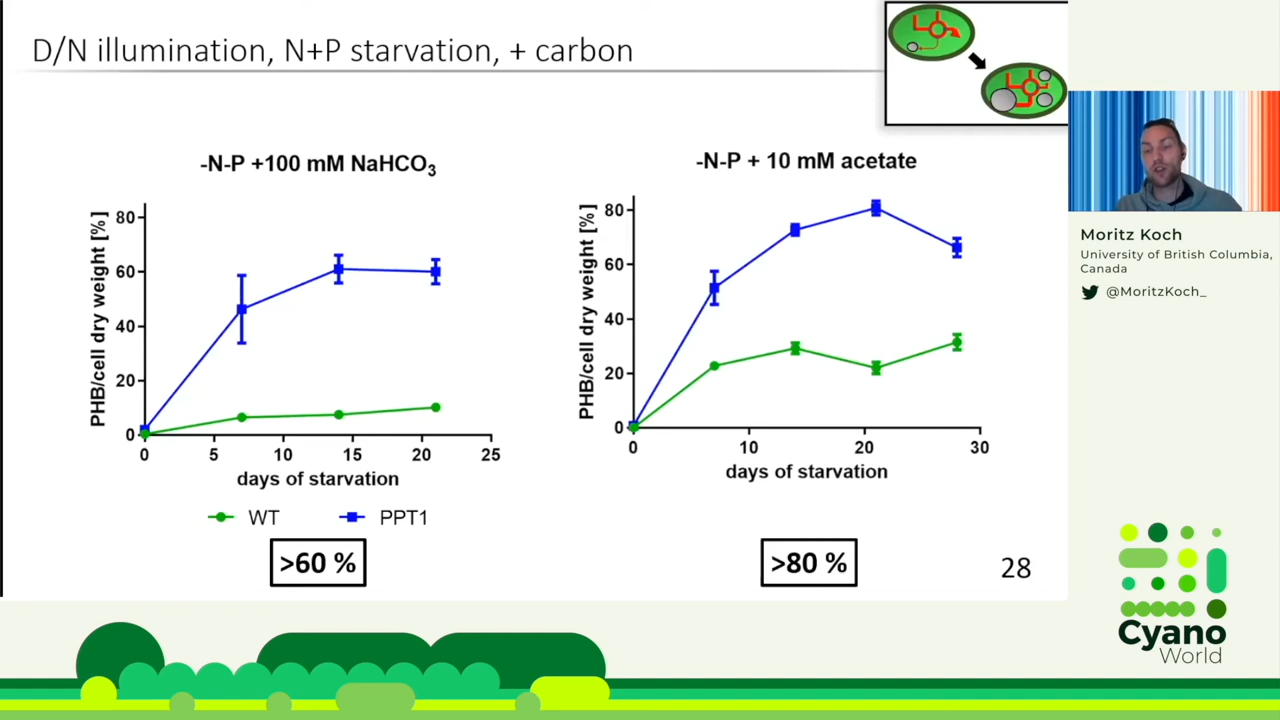 D/N illumination, N+P starvation, + carbon
-N-P +100 mM NaHCO₃
PHB/cell dry weight [%]
80
60
40
20
0
0 5 10 15 20 25
days of starvation
WT PPT1
>60 %
-N-P + 10 mM acetate
PHB/cell dry weight [%]
80
60
40
20
0
0 10 20 30
days of starvation
>80 %
28
Moritz Koch
University of British Columbia,
Canada
@MoritzKoch_
Cyano
World